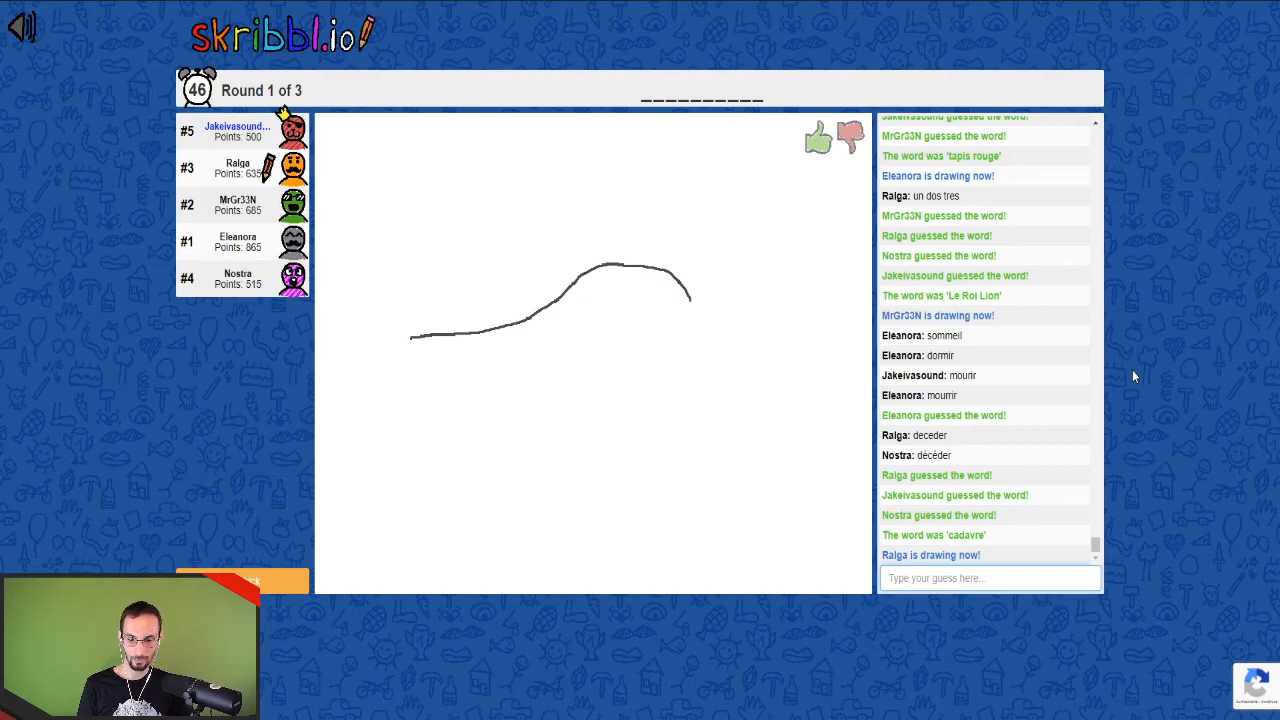 skribbl.io
46
Round 1 of 3
__________
#5
Jakeivasound...
Points: 500
#3
Ralga
Points: 635
#2
MrGr33N
Points: 685
#1
Eleanora
Points: 865
#4
Nostra
Points: 515
Jakeivasound guessed the word!
MrGr33N guessed the word!
The word was 'tapis rouge'
Eleanora is drawing now!
Ralga: un dos tres
MrGr33N guessed the word!
Ralga guessed the word!
Nostra guessed the word!
Jakeivasound guessed the word!
The word was 'Le Roi Lion'
MrGr33N is drawing now!
Eleanora: sommeil
Eleanora: dormir
Jakeivasound: mourir
Eleanora: mourrir
Eleanora guessed the word!
Ralga: deceder
Nostra: décéder
Ralga guessed the word!
Jakeivasound guessed the word!
Nostra guessed the word!
The word was 'cadavre'
Ralga is drawing now!
Type your guess here...